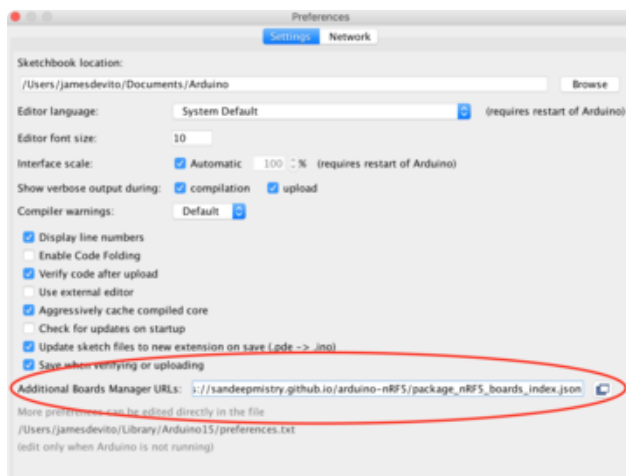 Preferences
Settings Network
Sketchbook location:
/Users/jamesdevito/Documents/Arduino Browse
Editor language: System Default (requires restart of Arduino)
Editor font size: 10
Interface scale: Automatic 100 % (requires restart of Arduino)
Show verbose output during: compilation upload
Compiler warnings: Default
Display line numbers
Enable Code Folding
Verify code after upload
Use external editor
Aggressively cache compiled core
Check for updates on startup
Update sketch files to new extension on save (.pde -> .ino)
Save when verifying or uploading
Additional Boards Manager URLs: s://sandeepmistry.github.io/arduino-nRF5/package_nRF5_boards_index.json
More preferences can be edited directly in the file
/Users/jamesdevito/Library/Arduino15/preferences.txt
(edit only when Arduino is not running)